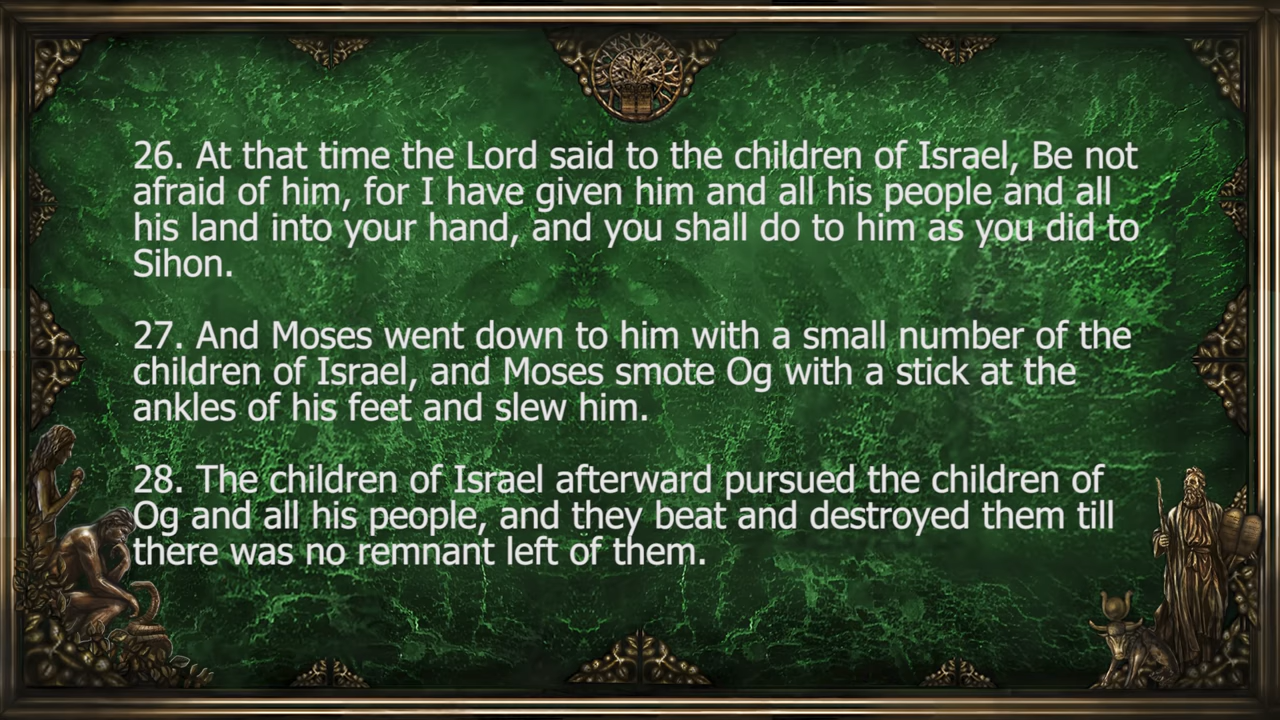 26. At that time the Lord said to the children of Israel, Be not
afraid of him, for I have given him and all his people and all
his land into your hand, and you shall do to him as you did to
Sihon.
27. And Moses went down to him with a small number of the
children of Israel, and Moses smote Og with a stick at the
ankles of his feet and slew him.
28. The children of Israel afterward pursued the children of
Og and all his people, and they beat and destroyed them till
there was no remnant left of them.